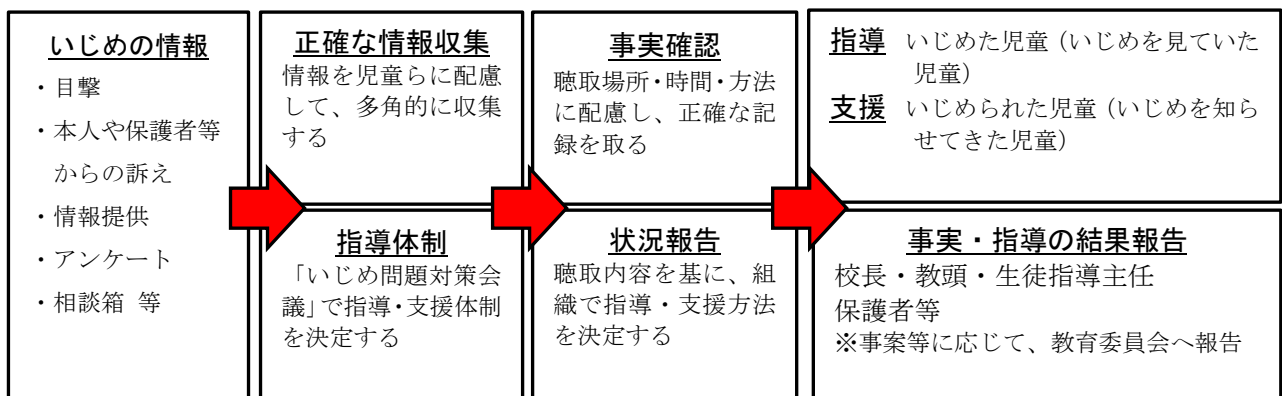 いじめの情報
・目撃
・本人や保護者等
からの訴え
・情報提供
・アンケート
・相談箱 等
正確な情報収集
情報を児童らに配慮
して、多角的に収集
する
指導体制
「いじめ問題対策会
議」で指導・支援体制
を決定する
事実確認
聴取場所・時間・方法
に配慮し、正確な記
録を取る
状況報告
聴取内容を基に、組
織で指導・支援方法
を決定する
指導 いじめた児童（いじめを見ていた
児童）
支援 いじめられた児童（いじめを知ら
せてきた児童）
事実・指導の結果報告
校長・教頭・生徒指導主任
保護者等
※事案等に応じて、教育委員会へ報告